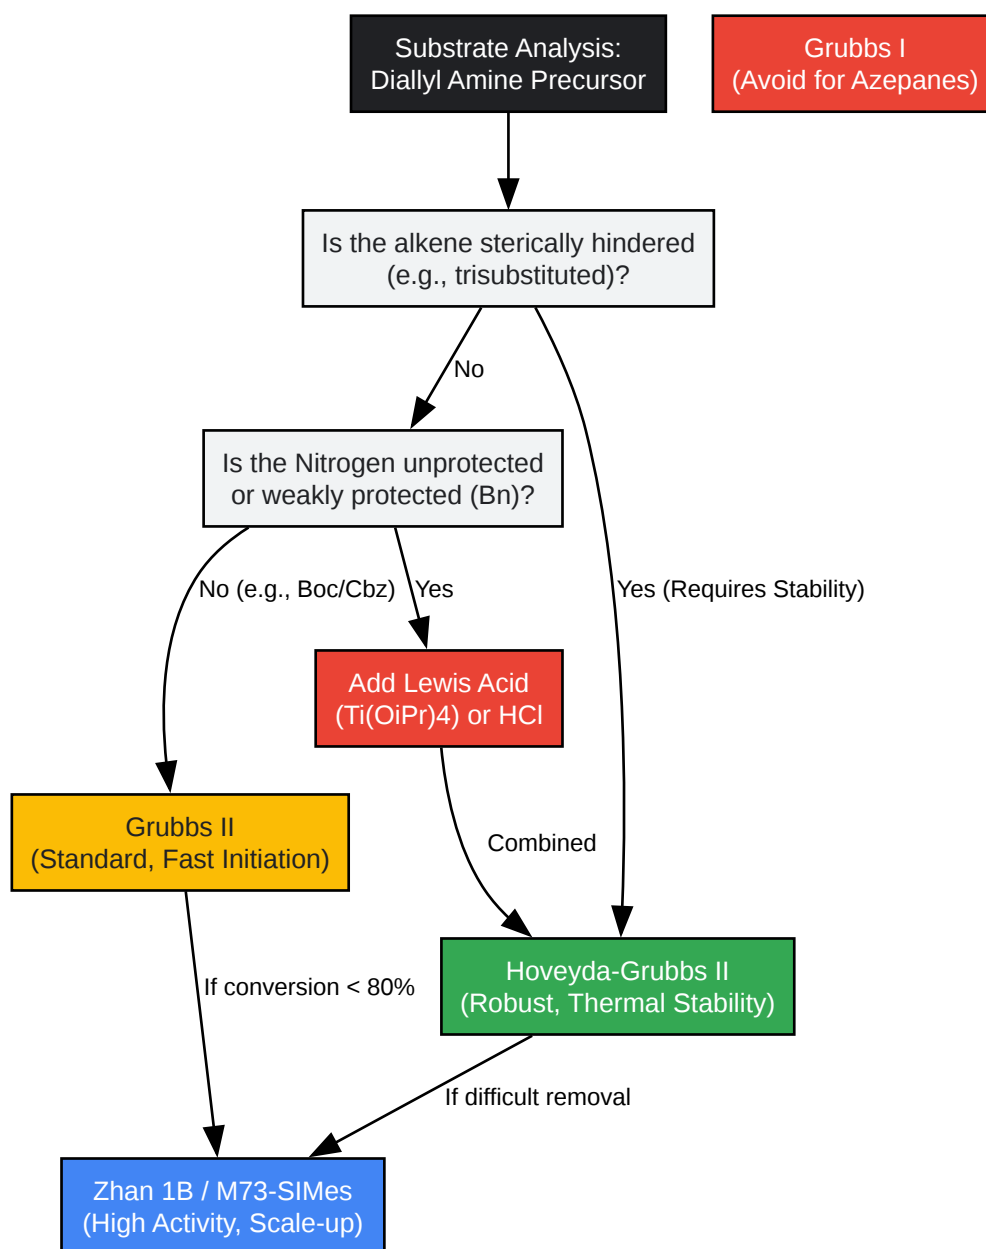 Substrate Analysis:
Diallyl Amine Precursor
Grubbs I
(Avoid for Azepanes)
Is the alkene sterically hindered
(e.g., trisubstituted)?
No
Is the Nitrogen unprotected
or weakly protected (Bn)?
No (e.g., Boc/Cbz)
Yes
Yes (Requires Stability)
Add Lewis Acid
(Ti(OiPr)4) or HCl
Grubbs II
(Standard, Fast Initiation)
Combined
If conversion < 80%
Hoveyda-Grubbs II
(Robust, Thermal Stability)
If difficult removal
Zhan 1B / M73-SIMes
(High Activity, Scale-up)